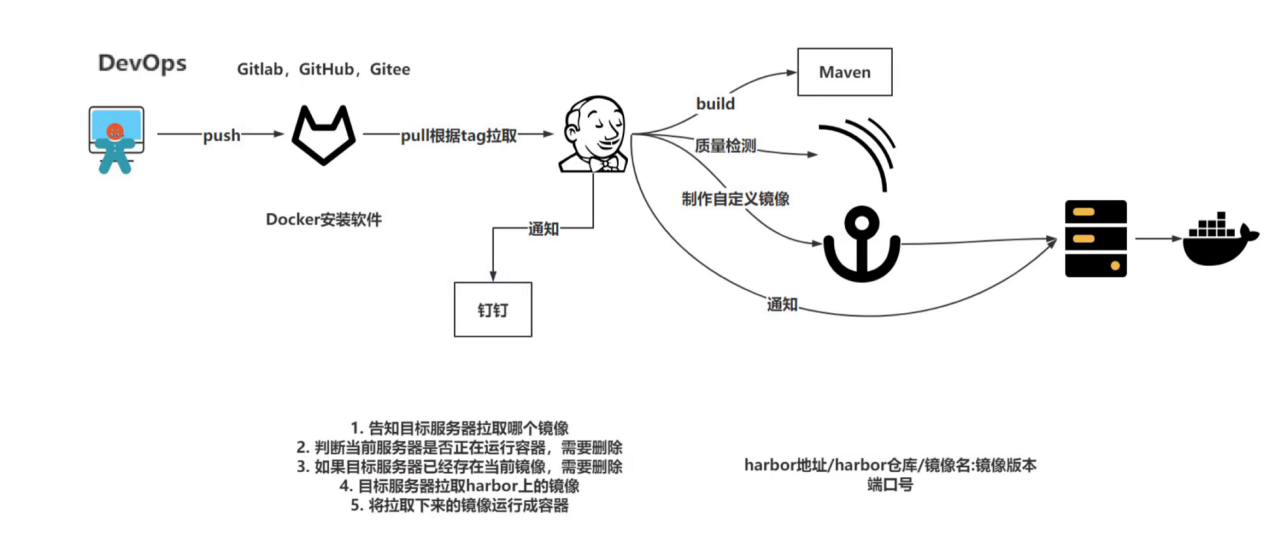 DevOps
Gitlab，GitHub，Gitee
push
pull根据tag拉取
build
Maven
质量检测
制作自定义镜像
Docker安装软件
通知
钉钉
通知
1. 告知目标服务器拉取哪个镜像
2. 判断当前服务器是否正在运行容器，需要删除
3. 如果目标服务器已经存在当前镜像，需要删除
4. 目标服务器拉取harbor上的镜像
5. 将拉取下来的镜像运行成容器
harbor地址/harbor仓库/镜像名:镜像版本
端口号